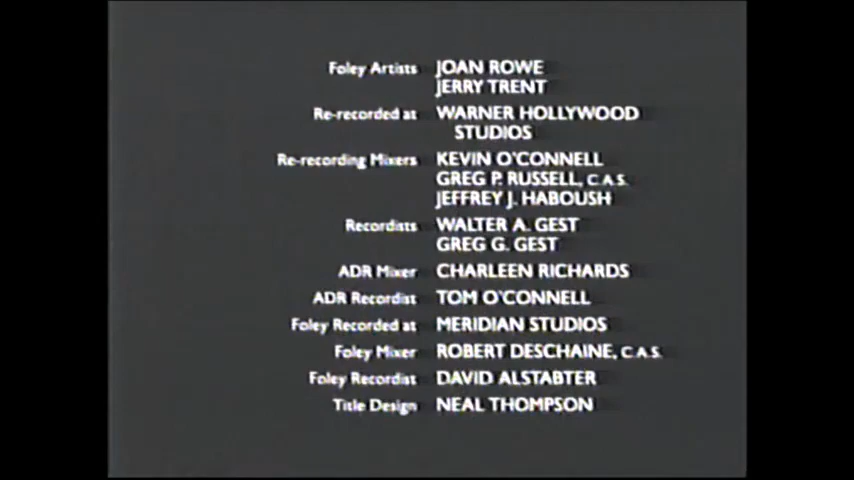 Foley Artists JOAN ROWE
JERRY TRENT
Re-recorded at WARNER HOLLYWOOD
STUDIOS
Re-recording Mixers KEVIN O'CONNELL
GREG P. RUSSELL, C.A.S.
JEFFREY J. HABOUSH
Recordists WALTER A. GEST
GREG G. GEST
ADR Mixer CHARLEEN RICHARDS
ADR Recordist TOM O'CONNELL
Foley Recorded at MERIDIAN STUDIOS
Foley Mixer ROBERT DESCHAINE, C.A.S.
Foley Recordist DAVID ALSTABTER
Title Design NEAL THOMPSON